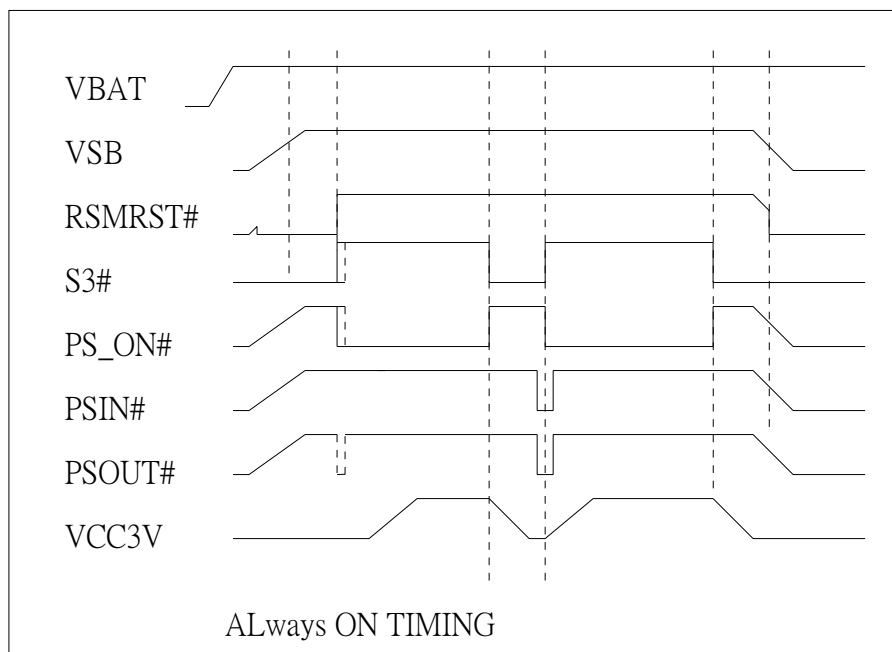 VBAT
VSB
RSMRST#
S3#
PS_ON#
PSIN#
PSOUT#
VCC3V
ALways ON TIMING